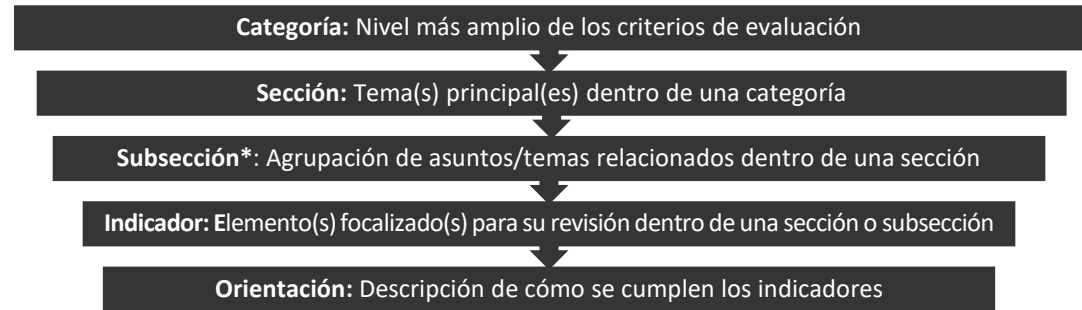 Categoría: Nivel más amplio de los criterios de evaluación
Sección: Tema(s) principal(es) dentro de una categoría
Subsección*: Agrupación de asuntos/temas relacionados dentro de una sección
Indicador: Elemento(s) focalizado(s) para su revisión dentro de una sección o subsección
Orientación: Descripción de cómo se cumplen los indicadores